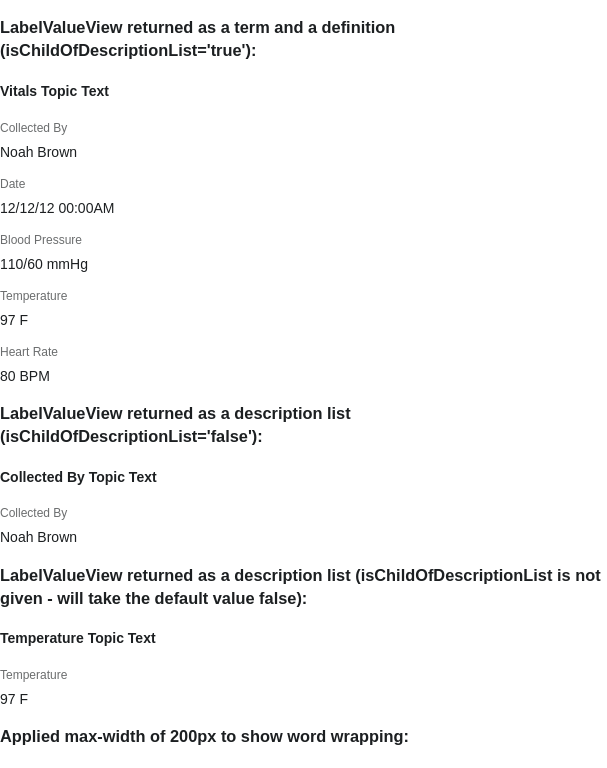 LabelValueView returned as a term and a definition
(isChildOfDescriptionList='true'):
Vitals Topic Text
Collected By
Noah Brown
Date
12/12/12 00:00AM
Blood Pressure
110/60 mmHg
Temperature
97 F
Heart Rate
80 BPM
LabelValueView returned as a description list
(isChildOfDescriptionList='false'):
Collected By Topic Text
Collected By
Noah Brown
LabelValueView returned as a description list (isChildOfDescriptionList is not
given - will take the default value false):
Temperature Topic Text
Temperature
97 F
Applied max-width of 200px to show word wrapping: